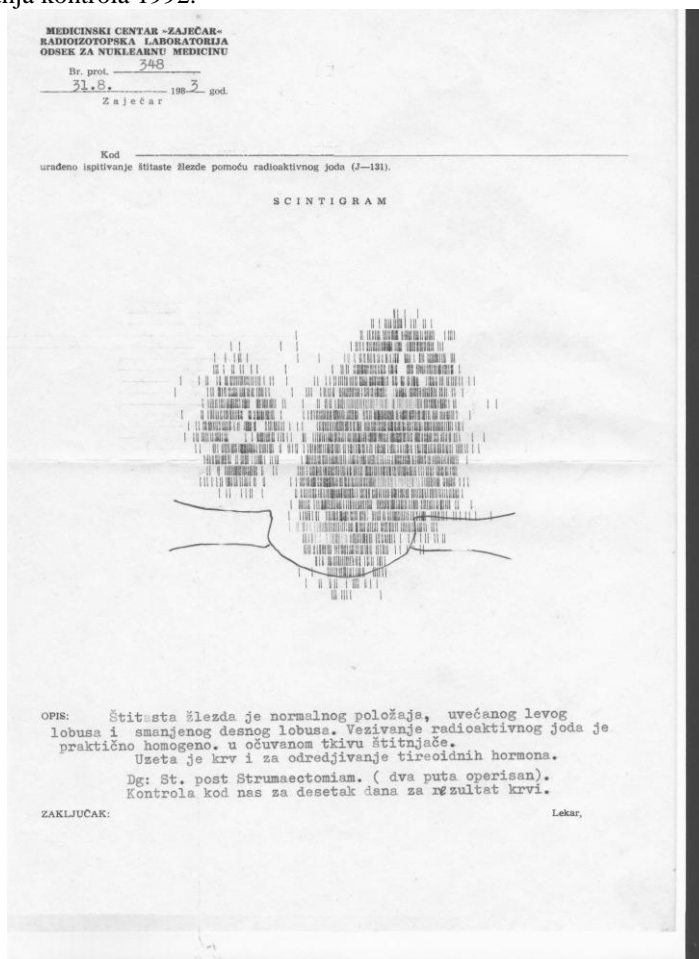 nja kontrola 1992.
MEDICINSKI CENTAR »ZAJEČAR«
RADIOIZOTOPSKA LABORATORIJA
ODSEK ZA NUKLEARNU MEDICINU
Br. prot. 348
31.8. 1983 god.
Zaječar
Kod
urađeno ispitivanje štitaste žlezde pomoću radioaktivnog joda (J—131).
SCINTIGRAM
OPIS: Štitasta žlezda je normalnog položaja, uvećanog levog
lobusa i smanjenog desnog lobusa. Vezivanje radioaktivnog joda je
praktično homogeno. u očuvanom tkivu štitnjače.
Uzeta je krv i za odredjivanje tireoidnih hormona.
Dg: St. post Strumaectomiam. ( dva puta operisan).
Kontrola kod nas za desetak dana za rezultat krvi.
ZAKLJUČAK: Lekar,